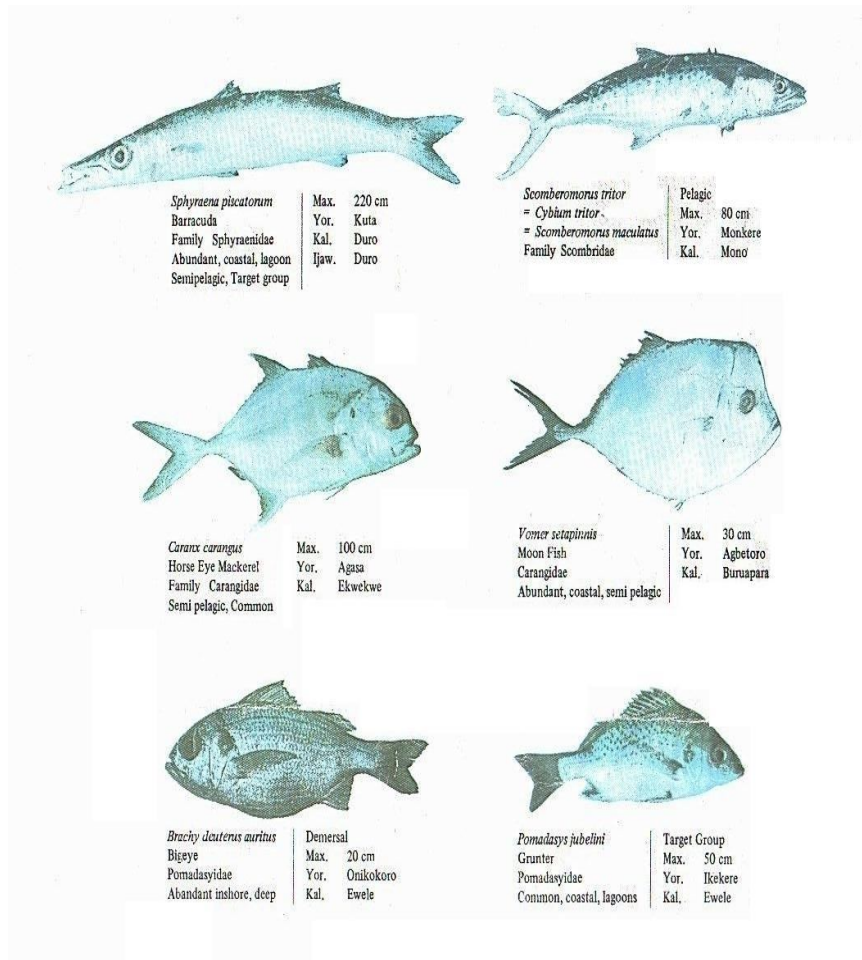 Sphyraena piscatorum Max. 220 cm
Barracuda Yor. Kuta
Family Sphyraenidae Kal. Duro
Abundant, coastal, lagoon Ijaw. Duro
Semipelagic, Target group
Scomberomorus tritor Pelagic
= Cybium tritor Max. 80 cm
= Scomberomorus maculatus Yor. Monkere
Family Scombridae Kal. Mono
Caranx carangus Max. 100 cm
Horse Eye Mackerel Yor. Agasa
Family Carangidae Kal. Ekwekwe
Semi pelagic, Common
Vomer setapinnis Max. 30 cm
Moon Fish Yor. Agbetoro
Carangidae Kal. Buruapara
Abundant, coastal, semi pelagic
Brachy deuterus auritus Demersal
Bigeye Max. 20 cm
Pomadasyidae Yor. Onikokoro
Abandant inshore, deep Kal. Ewele
Pomadasys jubelini Target Group
Grunter Max. 50 cm
Pomadasyidae Yor. Ikekere
Common, coastal, lagoons Kal. Ewele